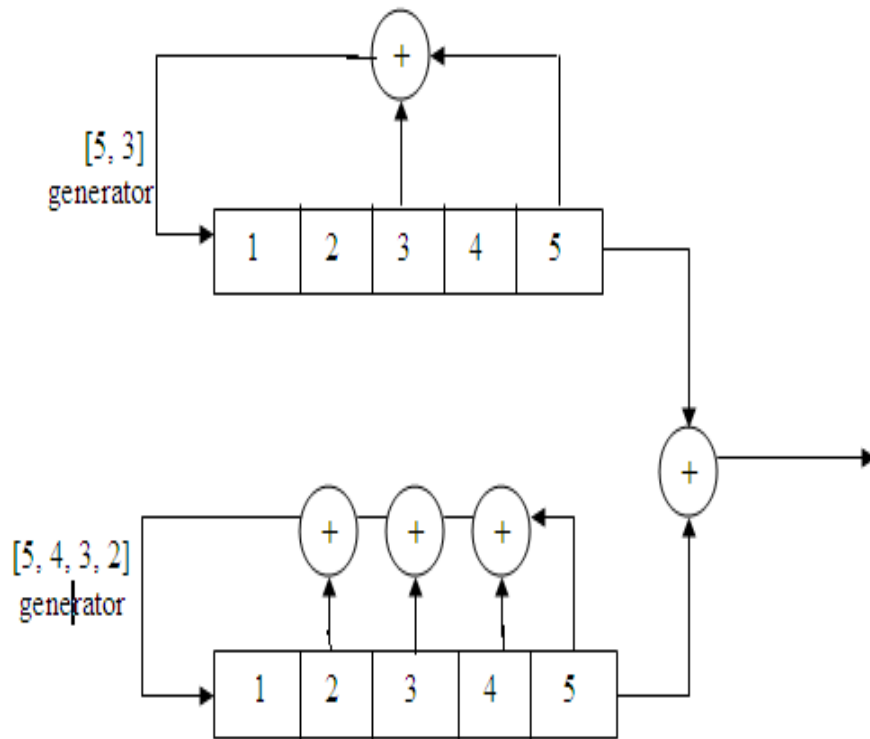 +
[5, 3]
generator
1 2 3 4 5
+
[5, 4, 3, 2]
generator
+ + +
1 2 3 4 5